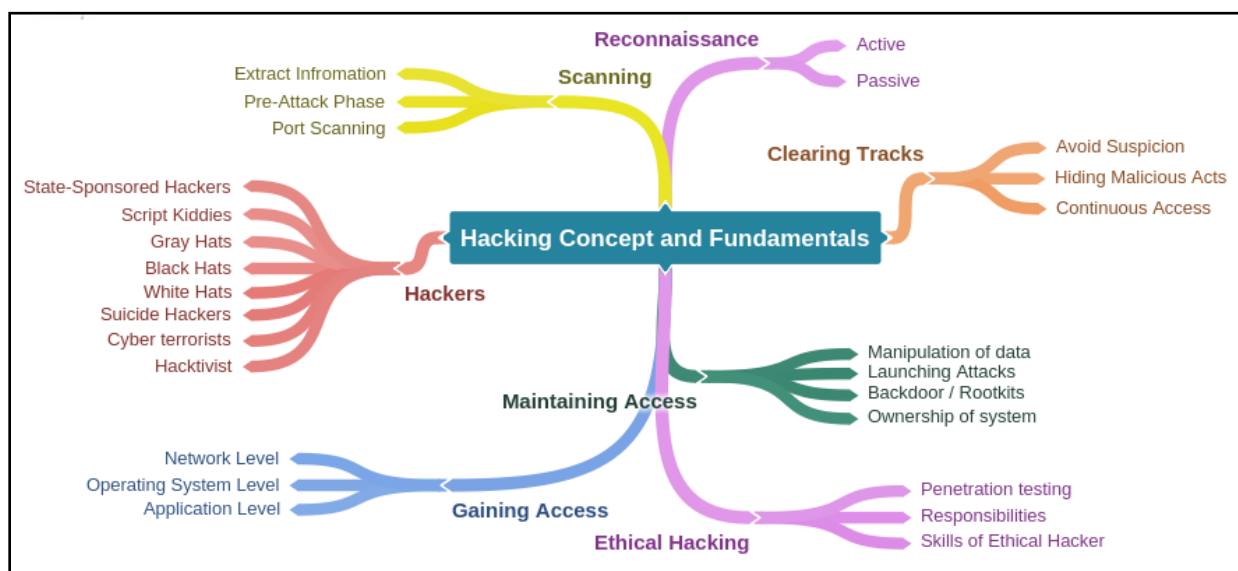 Reconnaissance
Active
Passive
Scanning
Extract Infromation
Pre-Attack Phase
Port Scanning
Clearing Tracks
Avoid Suspicion
Hiding Malicious Acts
Continuous Access
Hacking Concept and Fundamentals
Hackers
State-Sponsored Hackers
Script Kiddies
Gray Hats
Black Hats
White Hats
Suicide Hackers
Cyber terrorists
Hacktivist
Maintaining Access
Manipulation of data
Launching Attacks
Backdoor / Rootkits
Ownership of system
Gaining Access
Network Level
Operating System Level
Application Level
Ethical Hacking
Penetration testing
Responsibilities
Skills of Ethical Hacker